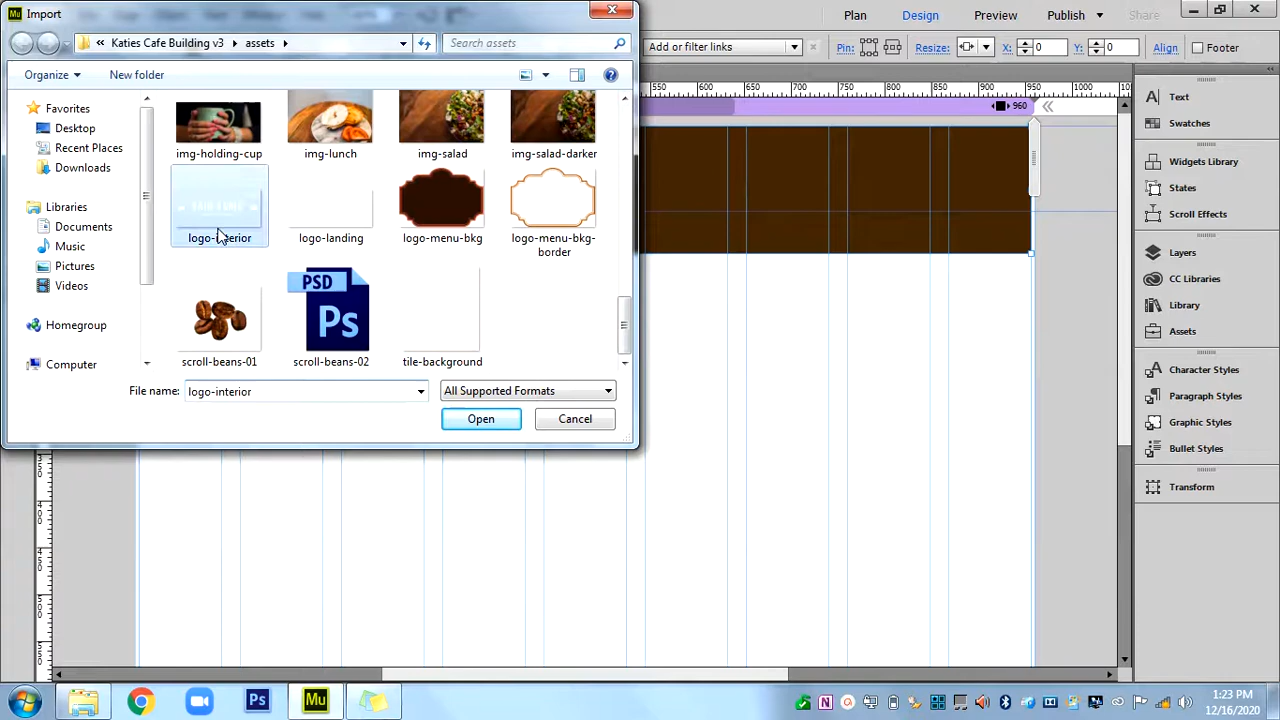 Mu Import
Plan Design Preview Publish Share
« Katies Cafe Building v3 assets Search assets
Add or filter links Pin: Resize: X: 0 Y: 0 Align Footer
Organize New folder
550 600 650 700 750 800 850 900 950 1000
960
Favorites
Desktop
Recent Places
Downloads
Libraries
Documents
Music
Pictures
Videos
Homegroup
Computer
img-holding-cup img-lunch img-salad img-salad-darker
logo-interior logo-landing logo-menu-bkg logo-menu-bkg-border
PSD
Ps
scroll-beans-01 scroll-beans-02 tile-background
File name: logo-interior All Supported Formats
Open Cancel
Text
Swatches
Widgets Library
States
Scroll Effects
Layers
CC Libraries
Library
Assets
Character Styles
Paragraph Styles
Graphic Styles
Bullet Styles
Transform
Ps Mu
1:23 PM
12/16/2020